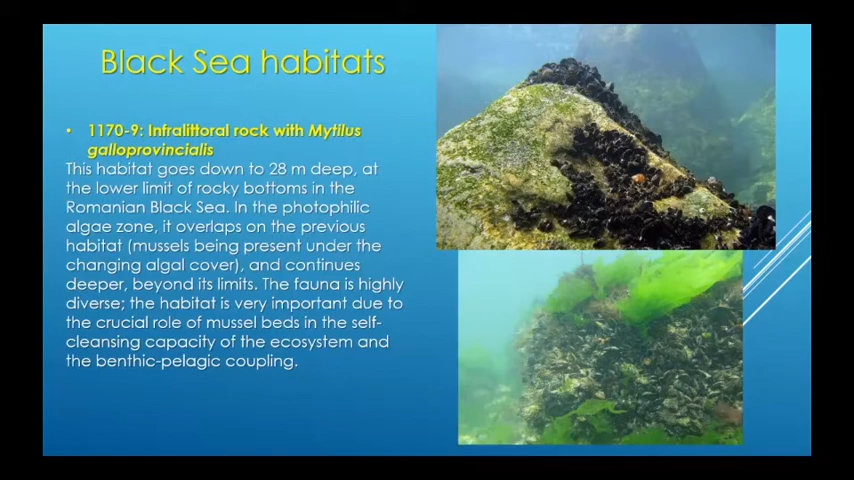 Black Sea habitats
• 1170-9: Infralittoral rock with Mytilus
galloprovincialis
This habitat goes down to 28 m deep, at
the lower limit of rocky bottoms in the
Romanian Black Sea. In the photophilic
algae zone, it overlaps on the previous
habitat (mussels being present under the
changing algal cover), and continues
deeper, beyond its limits. The fauna is highly
diverse; the habitat is very important due to
the crucial role of mussel beds in the self-
cleansing capacity of the ecosystem and
the benthic-pelagic coupling.